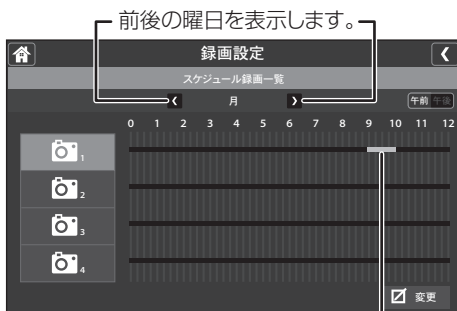 前後の曜日を表示します。
録画設定
スケジュール録画一覧
月
午前 午後
0 1 2 3 4 5 6 7 8 9 10 11 12
1
2
3
4
変更